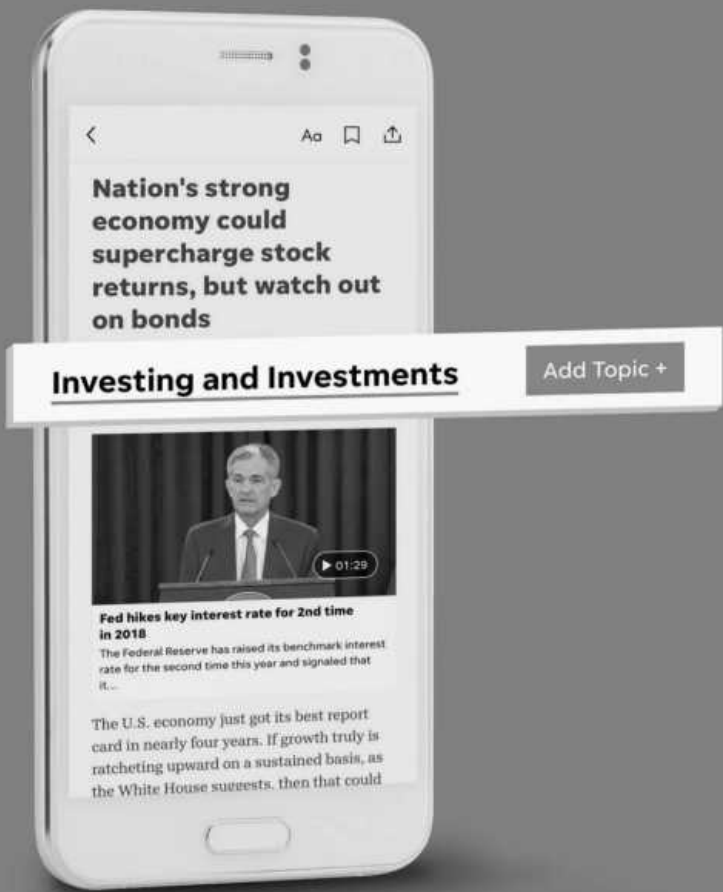 Aa
Nation's strong
economy could
supercharge stock
returns, but watch out
on bonds
Investing and Investments
Add Topic +
01:29
Fed hikes key interest rate for 2nd time
in 2018
The Federal Reserve has raised its benchmark interest
rate for the second time this year and signaled that
it...
The U.S. economy just got its best report
card in nearly four years. If growth truly is
ratcheting upward on a sustained basis, as
the White House suggests, then that could